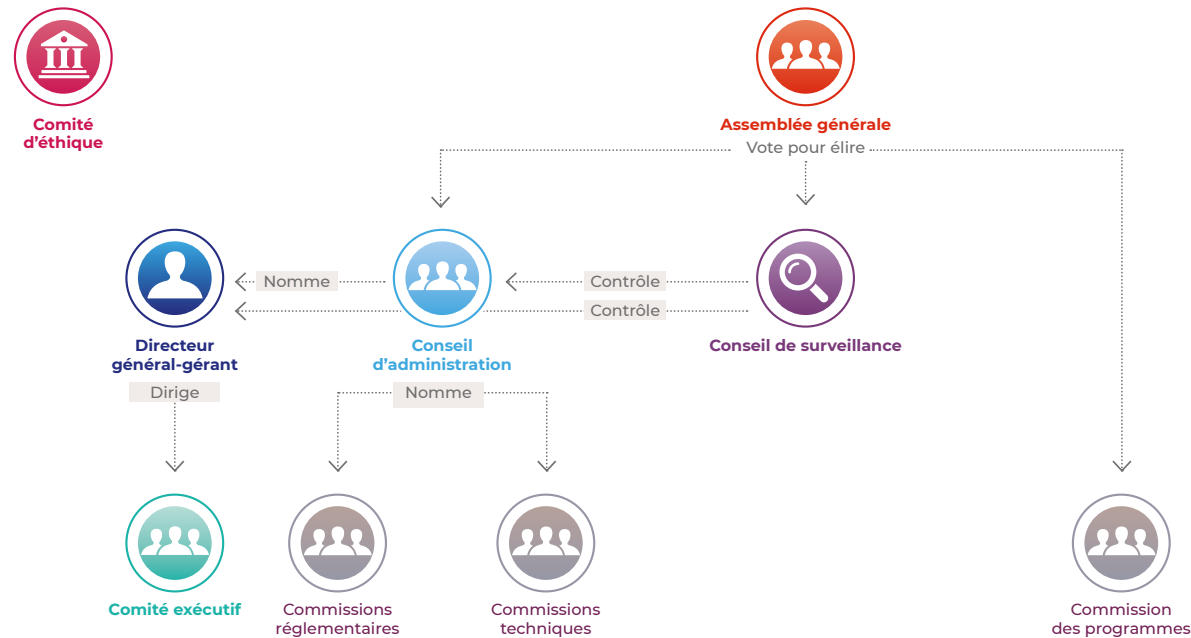 Comité
d’éthique
Assemblée générale
Vote pour élire
Nomme
Contrôle
Contrôle
Directeur
général-gérant
Conseil
d’administration
Conseil de surveillance
Dirige
Nomme
Comité exécutif
Commissions
réglementaires
Commissions
techniques
Commission
des programmes